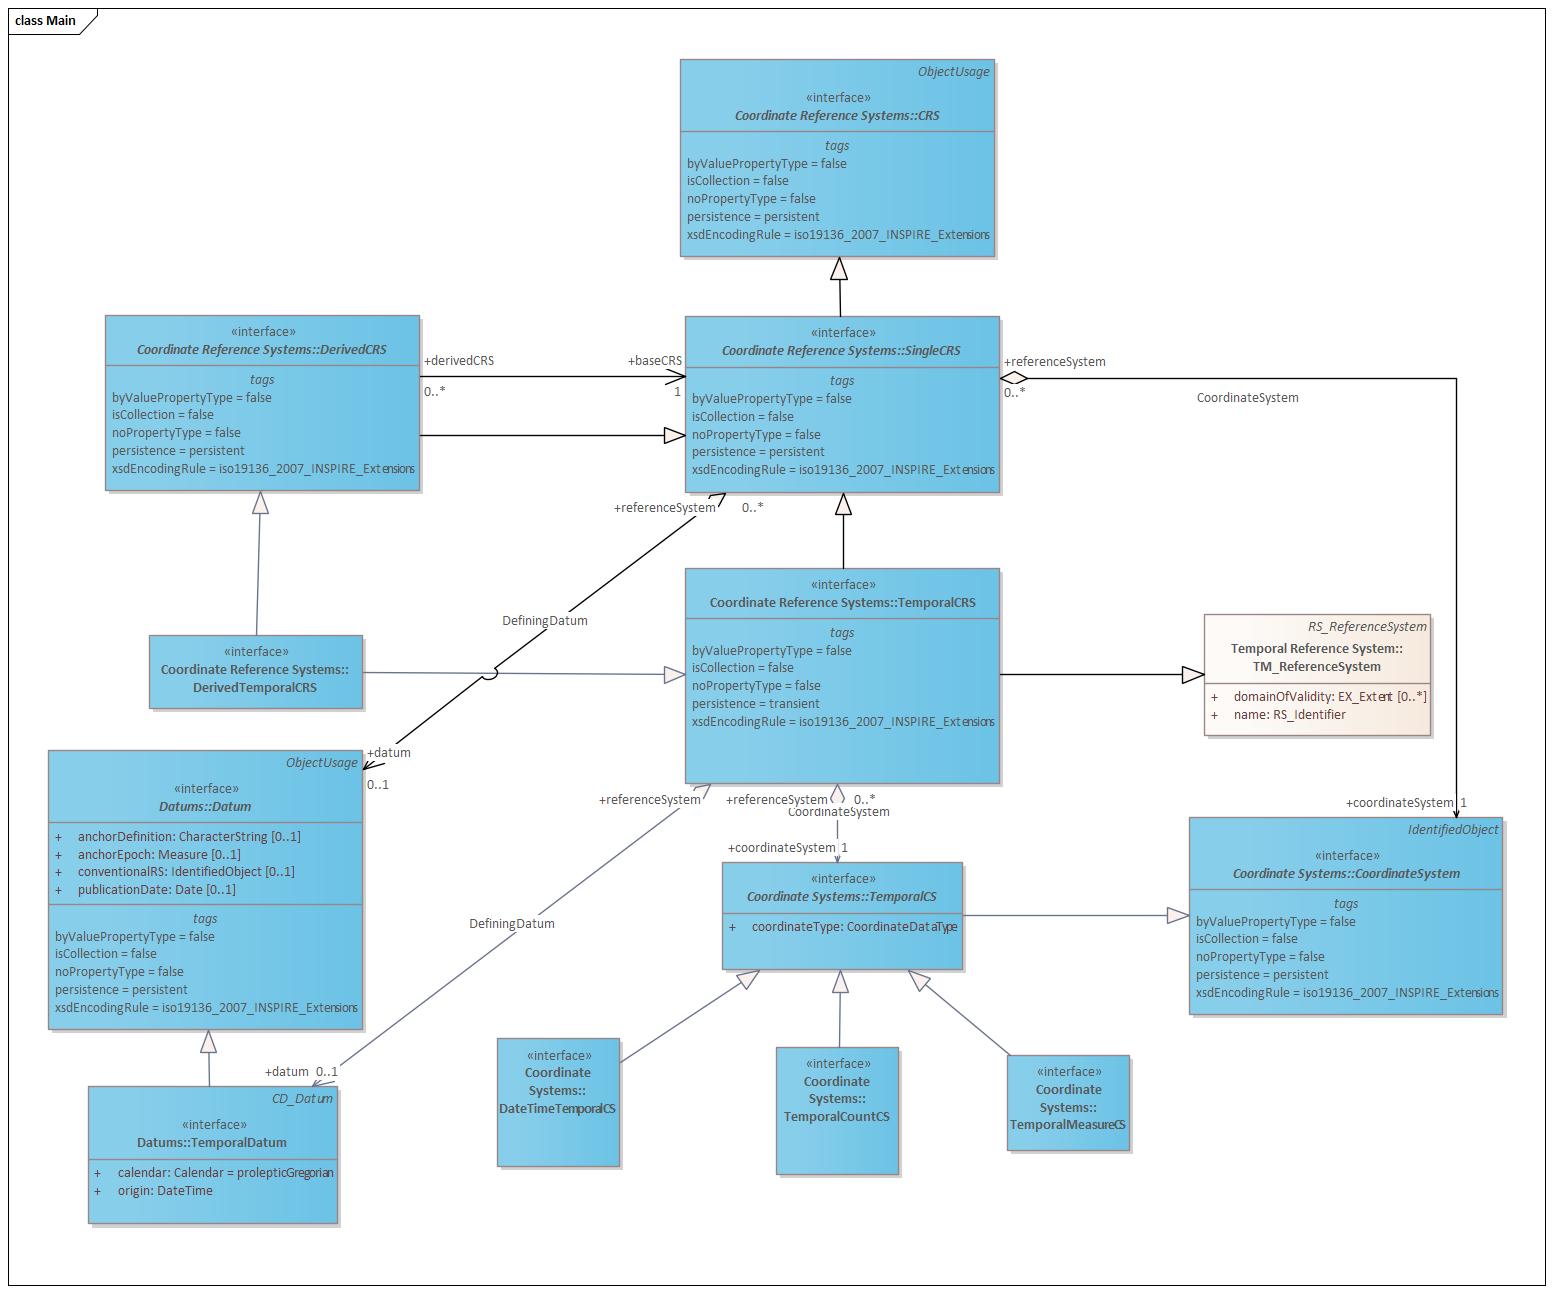 class Main
ObjectUsage
«interface»
Coordinate Reference Systems::CRS
tags
byValuePropertyType = false
isCollection = false
noPropertyType = false
persistence = persistent
xsdEncodingRule = iso19136_2007_INSPIRE_Extensions
«interface»
Coordinate Reference Systems::DerivedCRS
tags
byValuePropertyType = false
isCollection = false
noPropertyType = false
persistence = persistent
xsdEncodingRule = iso19136_2007_INSPIRE_Extensions
+derivedCRS
0..*
+baseCRS
1
«interface»
Coordinate Reference Systems::SingleCRS
tags
byValuePropertyType = false
isCollection = false
noPropertyType = false
persistence = persistent
xsdEncodingRule = iso19136_2007_INSPIRE_Extensions
+referenceSystem
0..*
CoordinateSystem
+referenceSystem
0..*
DefiningDatum
«interface»
Coordinate Reference Systems::
DerivedTemporalCRS
«interface»
Coordinate Reference Systems::TemporalCRS
tags
byValuePropertyType = false
isCollection = false
noPropertyType = false
persistence = transient
xsdEncodingRule = iso19136_2007_INSPIRE_Extensions
RS_ReferenceSystem
Temporal Reference System::
TM_ReferenceSystem
+ domainOfValidity: EX_Extent [0..*]
+ name: RS_Identifier
+datum
0..1
ObjectUsage
«interface»
Datums::Datum
+ anchorDefinition: CharacterString [0..1]
+ anchorEpoch: Measure [0..1]
+ conventionalRS: IdentifiedObject [0..1]
+ publicationDate: Date [0..1]
tags
byValuePropertyType = false
isCollection = false
noPropertyType = false
persistence = persistent
xsdEncodingRule = iso19136_2007_INSPIRE_Extensions
+referenceSystem
+referenceSystem
0..*
CoordinateSystem
+coordinateSystem 1
+coordinateSystem 1
«interface»
Coordinate Systems::TemporalCS
+ coordinateType: CoordinateDataType
IdentifiedObject
«interface»
Coordinate Systems::CoordinateSystem
tags
byValuePropertyType = false
isCollection = false
noPropertyType = false
persistence = persistent
xsdEncodingRule = iso19136_2007_INSPIRE_Extensions
DefiningDatum
+datum 0..1
CD_Datum
«interface»
Datums::TemporalDatum
+ calendar: Calendar = prolepticGregorian
+ origin: DateTime
«interface»
Coordinate
Systems::
DateTimeTemporalCS
«interface»
Coordinate
Systems::
TemporalCountCS
«interface»
Coordinate
Systems::
TemporalMeasureCS